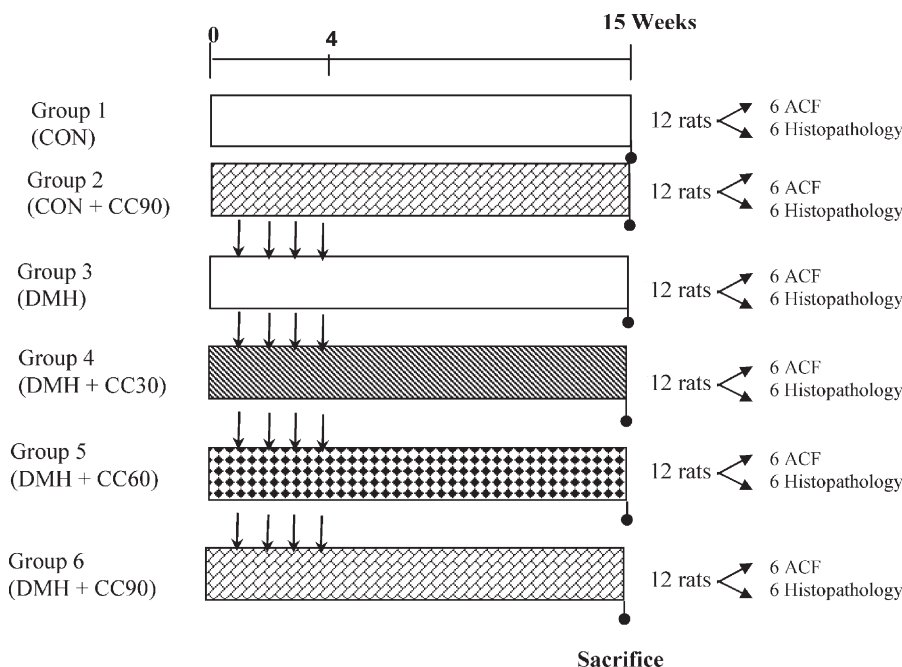 15 Weeks
0
4
Group 1
(CON)
12 rats
6 ACF
6 Histopathology
Group 2
(CON + CC90)
12 rats
6 ACF
6 Histopathology
Group 3
(DMH)
12 rats
6 ACF
6 Histopathology
Group 4
(DMH + CC30)
12 rats
6 ACF
6 Histopathology
Group 5
(DMH + CC60)
12 rats
6 ACF
6 Histopathology
Group 6
(DMH + CC90)
12 rats
6 ACF
6 Histopathology
Sacrifice